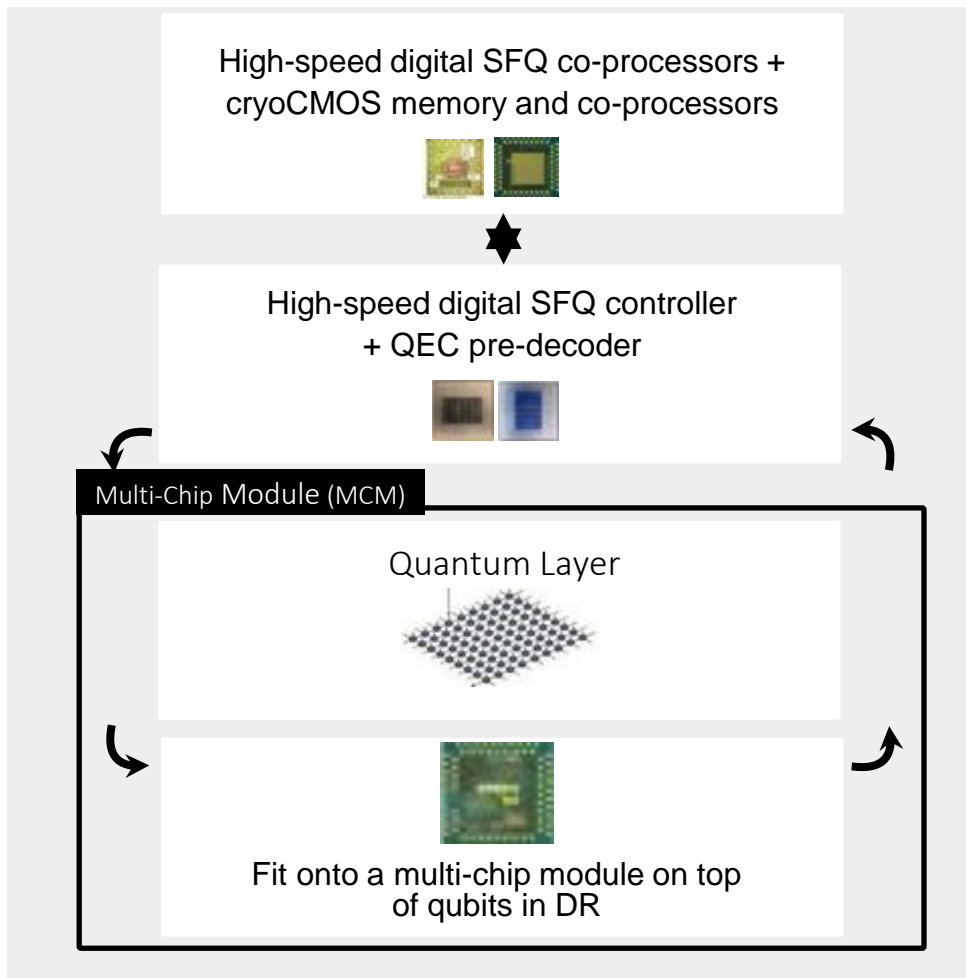 High-speed digital SFQ co-processors +
cryoCMOS memory and co-processors
High-speed digital SFQ controller
+ QEC pre-decoder
Multi-Chip Module (MCM)
Quantum Layer
Fit onto a multi-chip module on top
of qubits in DR